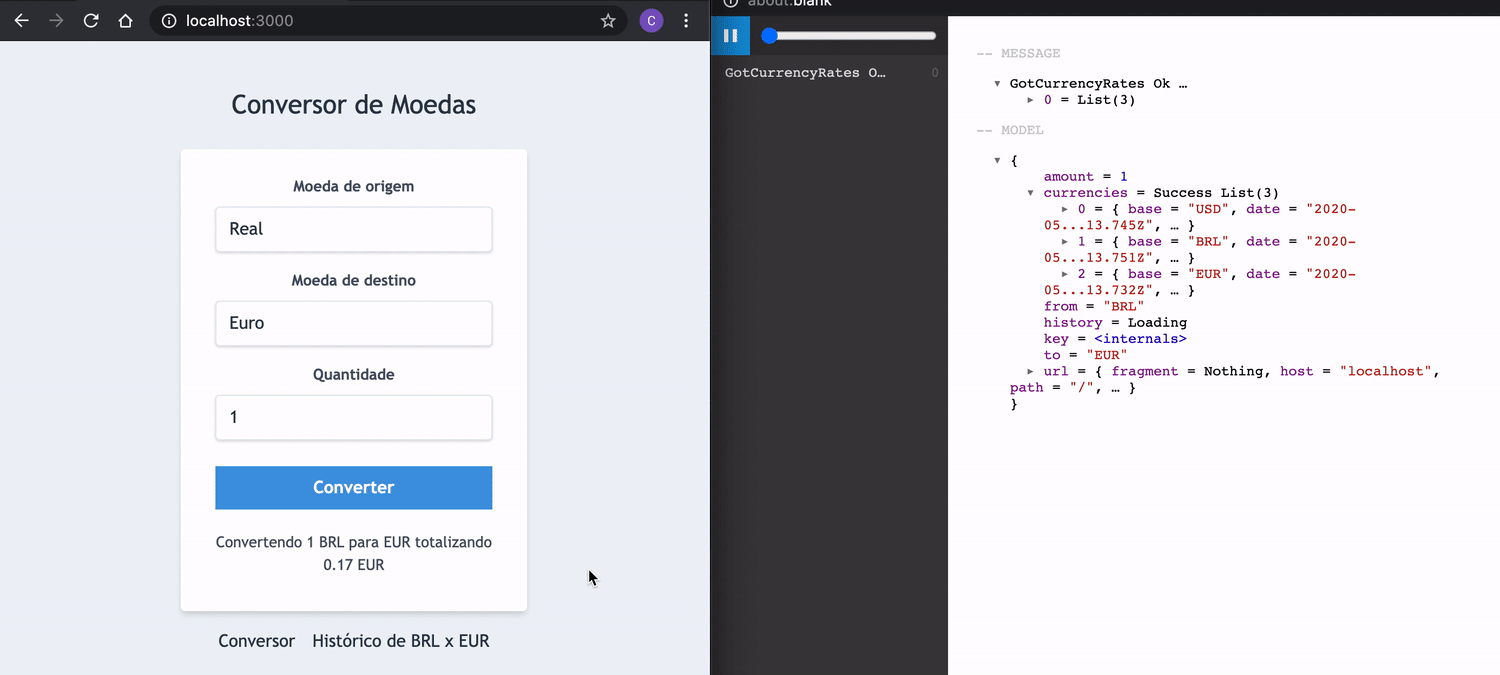 localhost:3000
C
Conversor de Moedas
Moeda de origem
Real
Moeda de destino
Euro
Quantidade
1
Converter
Convertendo 1 BRL para EUR totalizando
0.17 EUR
Conversor Histórico de BRL x EUR
about:blank
GotCurrencyRates O… 0
-- MESSAGE
GotCurrencyRates Ok …
0 = List(3)
-- MODEL
{
amount = 1
currencies = Success List(3)
0 = { base = "USD", date = "2020-
05...13.745Z", … }
1 = { base = "BRL", date = "2020-
05...13.751Z", … }
2 = { base = "EUR", date = "2020-
05...13.732Z", … }
from = "BRL"
history = Loading
key = <internals>
to = "EUR"
url = { fragment = Nothing, host = "localhost",
path = "/", … }
}